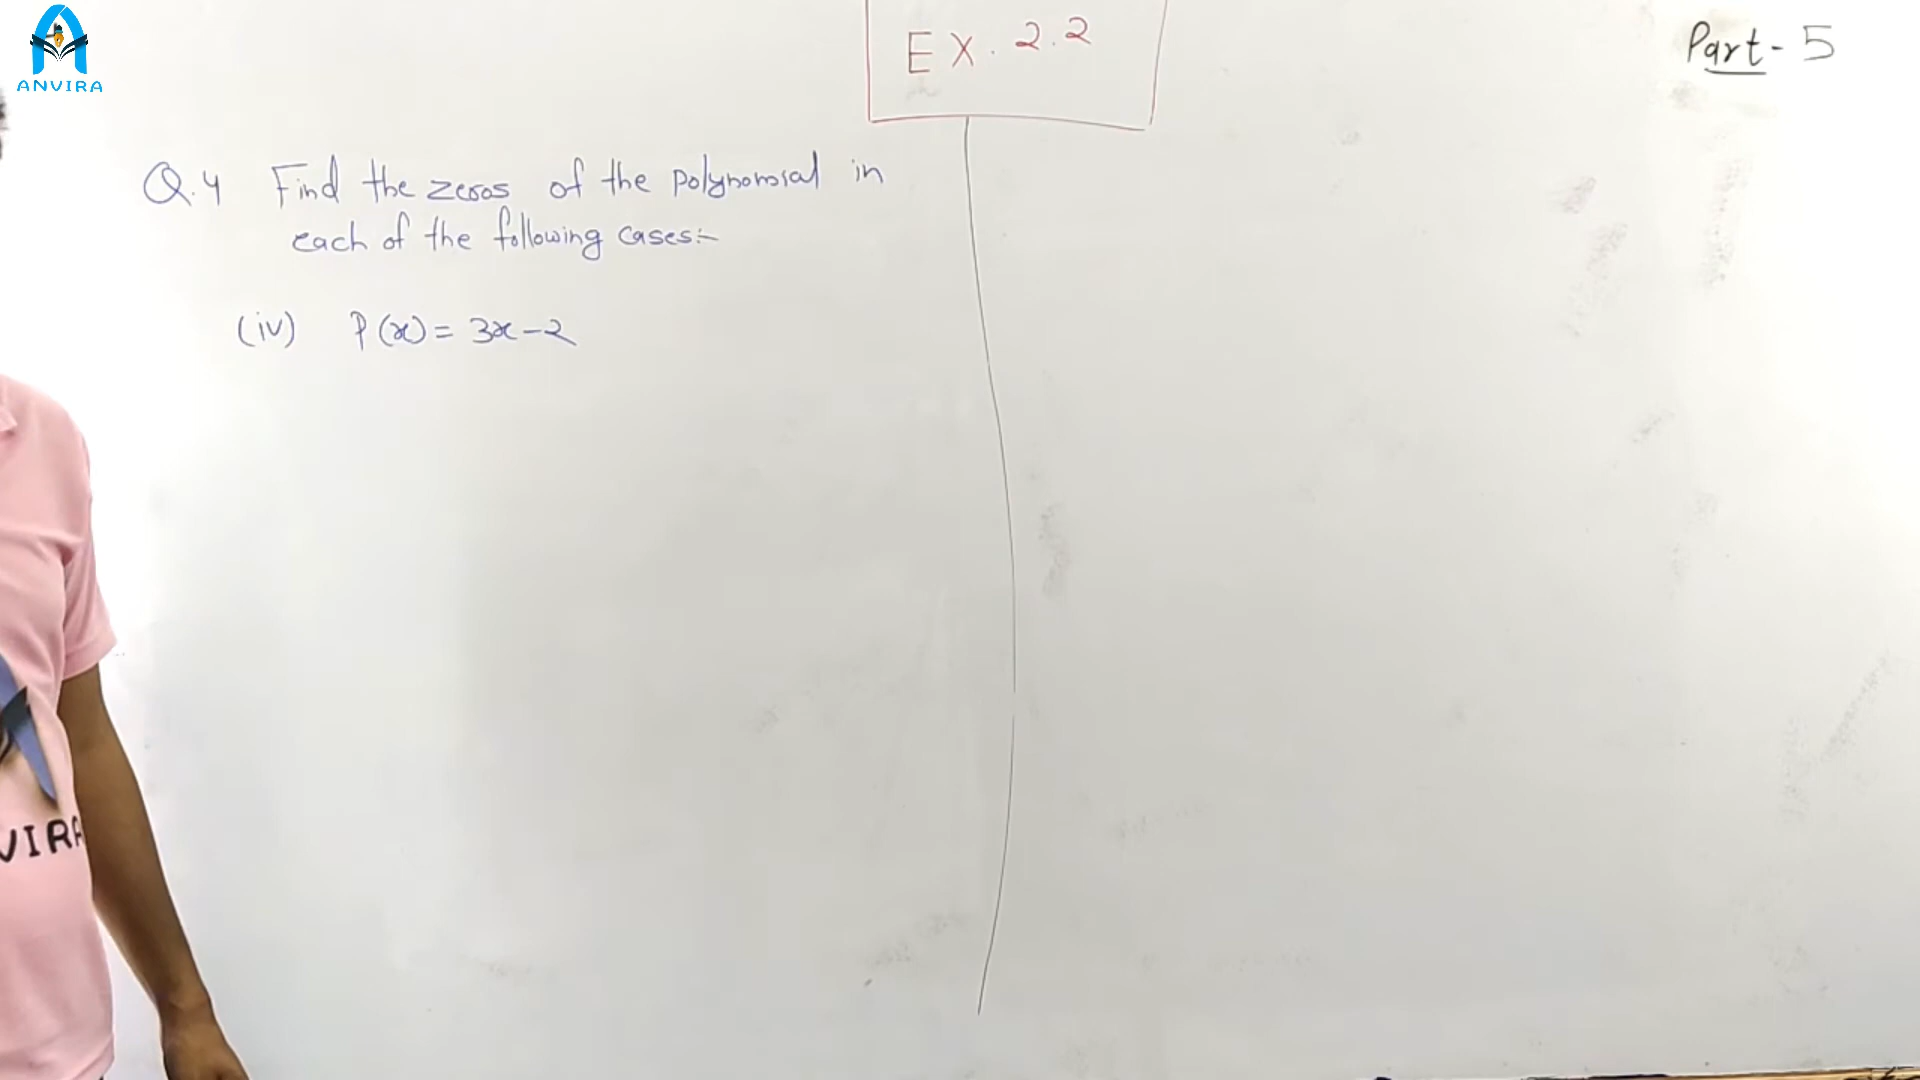 ANVIRA
EX. 2.2
Part - 5
Q.4 Find the zeros of the polynomial in
each of the following cases:-
(iv) P(x) = 3x-2
VIRA